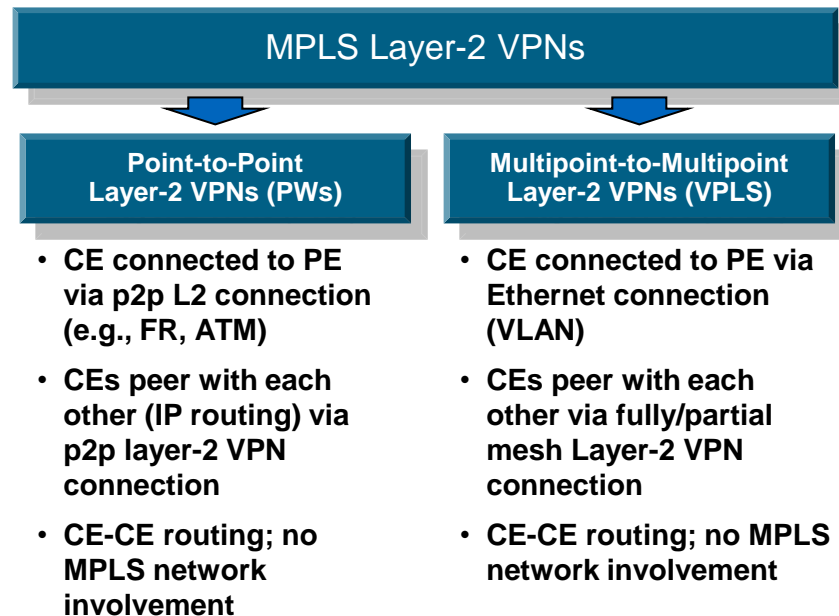 MPLS Layer-2 VPNs
Point-to-Point
Layer-2 VPNs (PWs)
• CE connected to PE
via p2p L2 connection
(e.g., FR, ATM)
• CEs peer with each
other (IP routing) via
p2p layer-2 VPN
connection
• CE-CE routing; no
MPLS network
involvement
Multipoint-to-Multipoint
Layer-2 VPNs (VPLS)
• CE connected to PE via
Ethernet connection
(VLAN)
• CEs peer with each
other via fully/partial
mesh Layer-2 VPN
connection
• CE-CE routing; no MPLS
network involvement